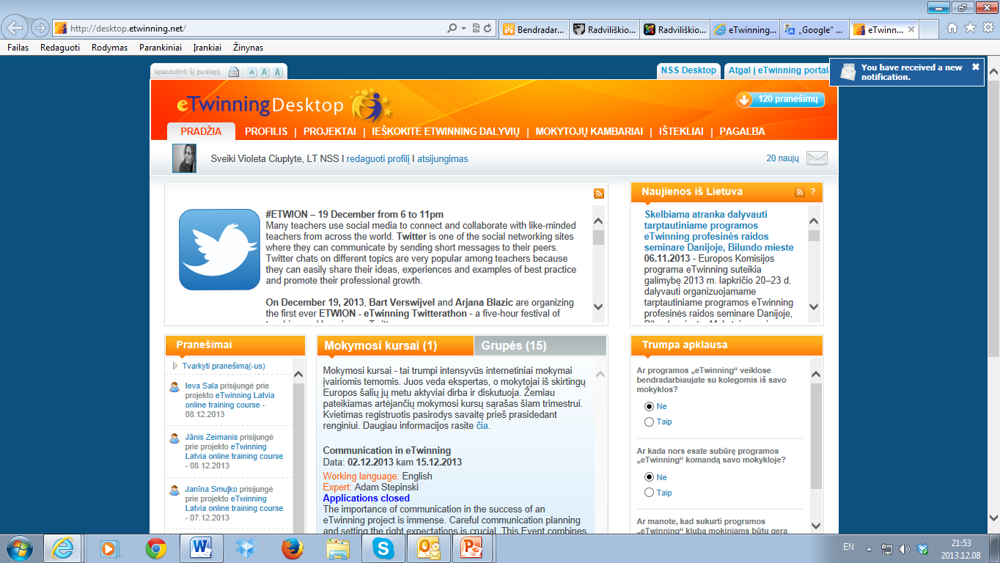 http://desktop.etwinning.net/
Bendradar...
Radviliškio...
Radviliškio...
eTwinning...
„Google“ ...
eTwinn...
Failas Redaguoti Rodymas Parankiniai Įrankiai Žinynas
spausdinti šį puslapį
A A A
NSS Desktop
Atgal į eTwinning portal
You have received a new
notification.
eTwinning Desktop
120 pranešimų
PRADŽIA PROFILIS | PROJEKTAI | IEŠKOKITE ETWINNING DALYVIŲ | MOKYTOJŲ KAMBARIAI | IŠTEKLIAI | PAGALBA
Sveiki Violeta Ciuplyte, LT NSS I redaguoti profilį I atsijungimas
20 naujų
#ETWION – 19 December from 6 to 11pm
Many teachers use social media to connect and collaborate with like-minded
teachers from across the world. Twitter is one of the social networking sites
where they can communicate by sending short messages to their peers.
Twitter chats on different topics are very popular among teachers because
they can easily share their ideas, experiences and examples of best practice
and promote their professional growth.
On December 19, 2013, Bart Verswijvel and Arjana Blazic are organizing
the first ever ETWION - eTwinning Twitterathon - a five-hour festival of
Naujienos iš Lietuva
?
Skelbiama atranka dalyvauti
tarptautiniame programos
eTwinning profesinės raidos
seminare Danijoje, Bilundo mieste
06.11.2013 - Europos Komisijos
programa eTwinning suteikia
galimybę 2013 m. lapkričio 20–23 d.
dalyvauti organizuojamame
tarptautiniame programos eTwinning
profesinės raidos seminare Danijoje,
Pranešimai
Tvarkyti pranešimą(-us)
Ieva Sala prisijungė prie
projekto eTwinning Latvia
online training course -
08.12.2013
Jānis Zeimanis prisijungė
prie projekto eTwinning
Latvia online training course
- 08.12.2013
Janīna Smuļko prisijungė
prie projekto eTwinning
Latvia online training course
- 07.12.2013
Mokymosi kursai (1)
Grupės (15)
Mokymosi kursai - tai trumpi intensyvūs internetiniai mokymai
įvairiomis temomis. Juos veda ekspertas, o mokytojai iš skirtingų
Europos šalių jų metu aktyviai dirba ir diskutuoja. Žemiau
pateikiamas artėjančių mokymosi kursų sąrašas šiam trimestrui.
Kvietimas registruotis pasirodys savaitę prieš prasidedant
renginiui. Daugiau informacijos rasite čia.
Communication in eTwinning
Data: 02.12.2013 kam 15.12.2013
Working language: English
Expert: Adam Stepinski
Applications closed
The importance of communication in the success of an
eTwinning project is immense. Careful communication planning
and setting the right expectations is crucial. This Event combines
Trumpa apklausa
Ar programos „eTwinning“ veiklose
bendradarbiaujate su kolegomis iš savo
mokyklos?
Ne
Taip
Ar kada nors esate subūrę programos
„eTwinning“ komandą savo mokykloje?
Ne
Taip
Ar manote, kad sukurti programos
„eTwinning“ klubą mokiniams būtų gera
EN
21:53
2013.12.08